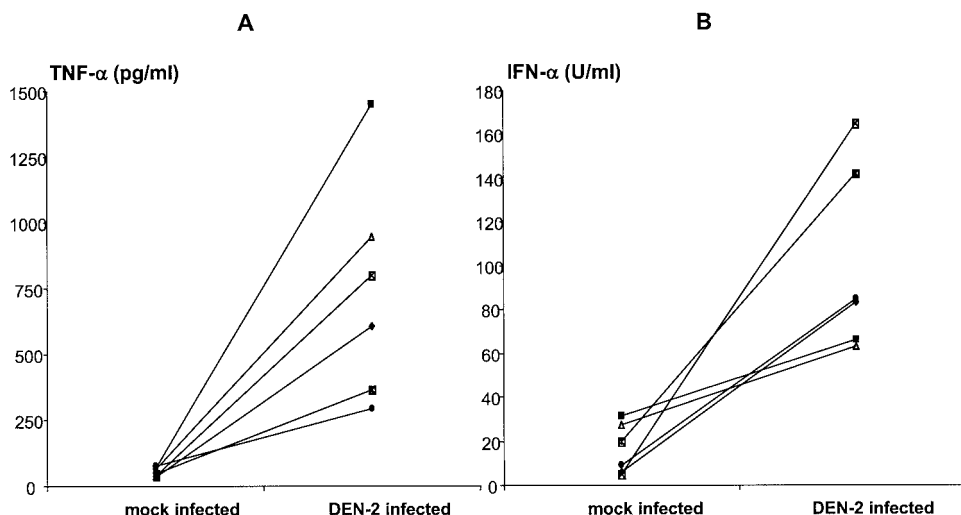 A
TNF-α (pg/ml)
1500
1250
1000
750
500
250
0
mock infected
DEN-2 infected
B
IFN-α (U/ml)
180
160
140
120
100
80
60
40
20
0
mock infected
DEN-2 infected